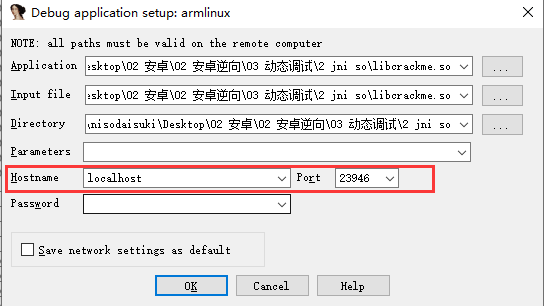 Debug application setup: armlinux
NOTE: all paths must be valid on the remote computer
Application esktop\02 安卓\02 安卓逆向\03 动态调试\2 jni so\libcrackme.so ...
Input file esktop\02 安卓\02 安卓逆向\03 动态调试\2 jni so\libcrackme.so ...
Directory \nisodaisuki\Desktop\02 安卓\02 安卓逆向\03 动态调试\2 jni so ...
Parameters
Hostname localhost Port 23946
Password
Save network settings as default
OK Cancel Help